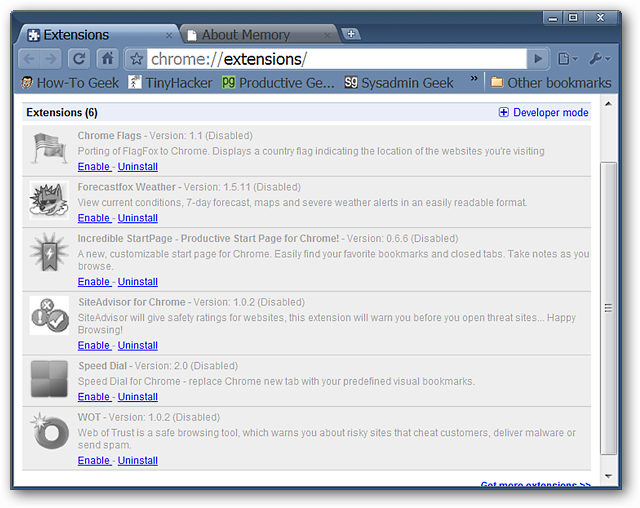 Extensions
About Memory
chrome://extensions/
How-To Geek
TinyHacker
pg Productive Ge...
sg Sysadmin Geek
»
Other bookmarks
Extensions (6)
Developer mode
Chrome Flags - Version: 1.1 (Disabled)
Porting of FlagFox to Chrome. Displays a country flag indicating the location of the websites you're visiting
Enable - Uninstall
Forecastfox Weather - Version: 1.5.11 (Disabled)
View current conditions, 7-day forecast, maps and severe weather alerts in an easily readable format.
Enable - Uninstall
Incredible StartPage - Productive Start Page for Chrome! - Version: 0.6.6 (Disabled)
A new, customizable start page for Chrome. Easily find your favorite bookmarks and closed tabs. Take notes as you
browse.
Enable - Uninstall
SiteAdvisor for Chrome - Version: 1.0.2 (Disabled)
SiteAdvisor will give safety ratings for websites, this extension will warn you before you open threat sites... Happy
Browsing!
Enable - Uninstall
Speed Dial - Version: 2.0 (Disabled)
Speed Dial for Chrome - replace Chrome new tab with your predefined visual bookmarks.
Enable - Uninstall
WOT - Version: 1.0.2 (Disabled)
Web of Trust is a safe browsing tool, which warns you about risky sites that cheat customers, deliver malware or
send spam.
Enable - Uninstall
Get more extensions >>